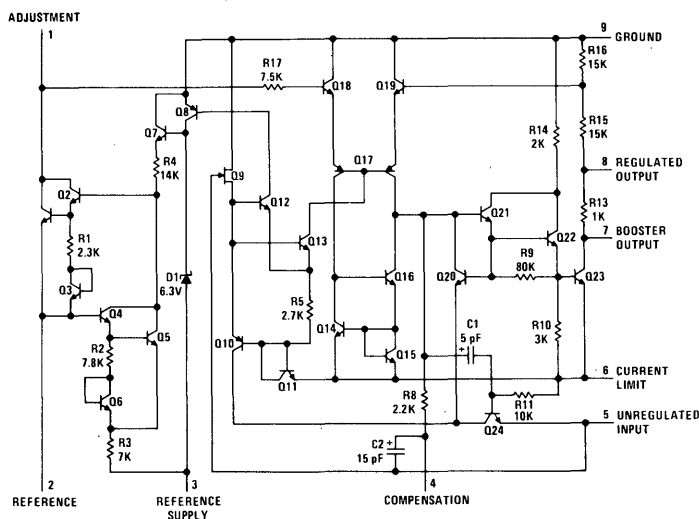 ADJUSTMENT
1
9
GROUND
R16
15K
R17
7.5K
Q18
Q19
Q7
Q8
R14
2K
R15
15K
R4
14K
Q17
Q9
8
REGULATED
OUTPUT
Q2
Q12
R13
1K
Q21
7
BOOSTER
OUTPUT
R1
2.3K
Q13
Q22
R9
80K
D1
6.3V
Q16
Q20
Q23
Q3
Q4
Q5
R5
2.7K
C1
5 pF
R10
3K
R2
7.8K
Q10
Q14
Q15
Q11
6
CURRENT
LIMIT
Q6
R8
2.2K
R11
10K
5
UNREGULATED
INPUT
Q24
R3
7K
C2
15 pF
2
REFERENCE
3
REFERENCE
SUPPLY
4
COMPENSATION